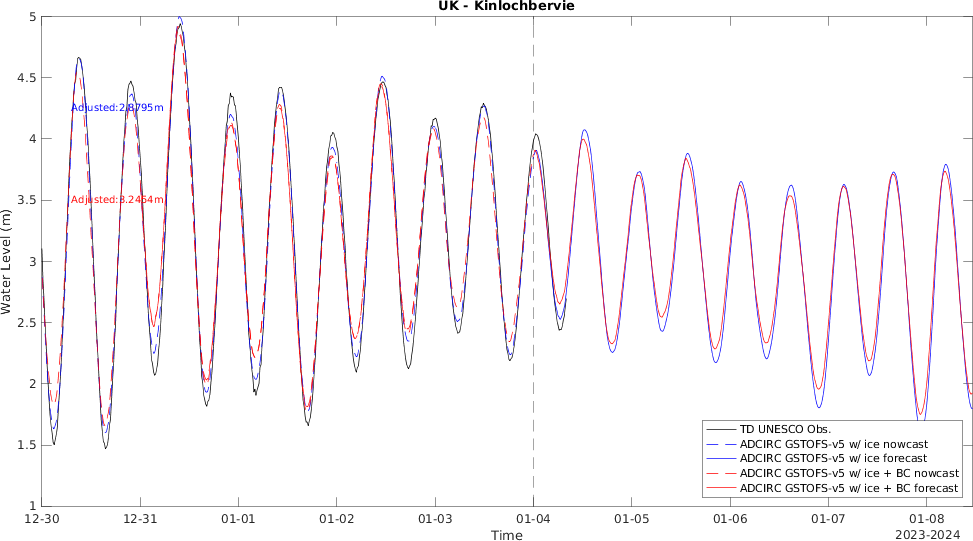 UK - Kinlochbervie
5
4.5
4
3.5
3
2.5
2
1.5
1
Water Level (m)
Adjusted:2.8795m
Adjusted:3.2464m
TD UNESCO Obs.
ADCIRC GSTOFS-v5 w/ ice nowcast
ADCIRC GSTOFS-v5 w/ ice forecast
ADCIRC GSTOFS-v5 w/ ice + BC nowcast
ADCIRC GSTOFS-v5 w/ ice + BC forecast
12-30 12-31 01-01 01-02 01-03 01-04 01-05 01-06 01-07 01-08
Time
2023-2024